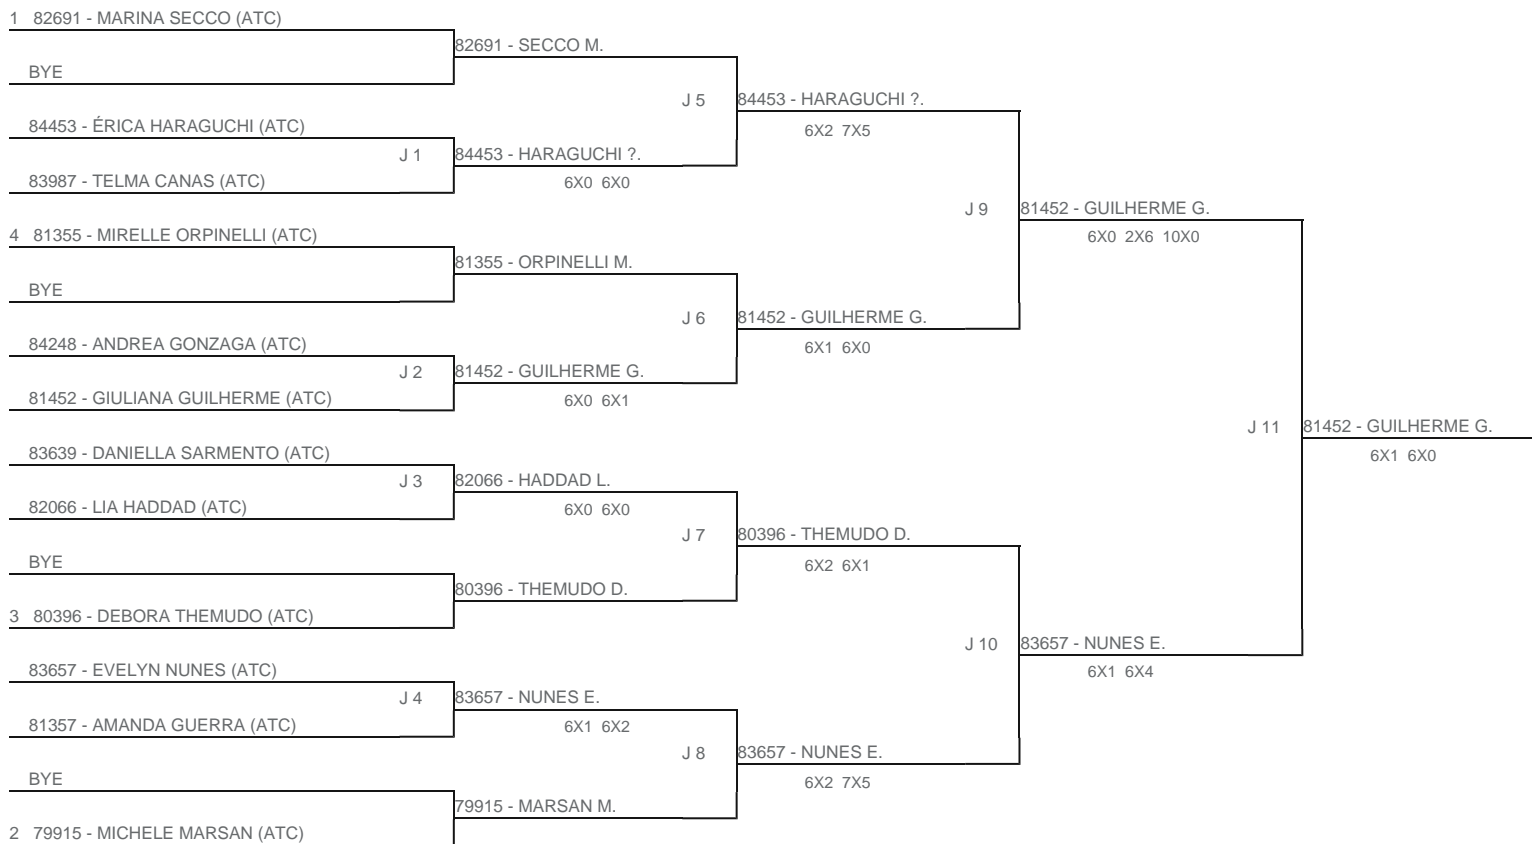 1 82691 - MARINA SECCO (ATC)
82691 - SECCO M.
BYE
J 5
84453 - HARAGUCHI ?.
6X2 7X5
84453 - ÉRICA HARAGUCHI (ATC)
J 1
84453 - HARAGUCHI ?.
6X0 6X0
83987 - TELMA CANAS (ATC)
J 9
81452 - GUILHERME G.
6X0 2X6 10X0
4 81355 - MIRELLE ORPINELLI (ATC)
81355 - ORPINELLI M.
BYE
J 6
81452 - GUILHERME G.
6X1 6X0
84248 - ANDREA GONZAGA (ATC)
J 2
81452 - GUILHERME G.
6X0 6X1
81452 - GIULIANA GUILHERME (ATC)
J 11
81452 - GUILHERME G.
6X1 6X0
83639 - DANIELLA SARMENTO (ATC)
J 3
82066 - HADDAD L.
6X0 6X0
82066 - LIA HADDAD (ATC)
J 7
80396 - THEMUDO D.
6X2 6X1
BYE
80396 - THEMUDO D.
3 80396 - DEBORA THEMUDO (ATC)
J 10
83657 - NUNES E.
6X1 6X4
83657 - EVELYN NUNES (ATC)
J 4
83657 - NUNES E.
6X1 6X2
81357 - AMANDA GUERRA (ATC)
J 8
83657 - NUNES E.
6X2 7X5
BYE
79915 - MARSAN M.
2 79915 - MICHELE MARSAN (ATC)